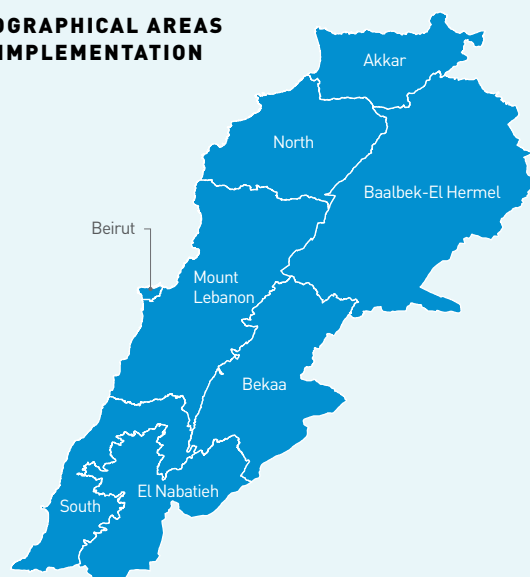 OGRAPHICAL AREAS
IMPLEMENTATION
Akkar
North
Baalbek-El Hermel
Beirut
Mount
Lebanon
Bekaa
El Nabatieh
South